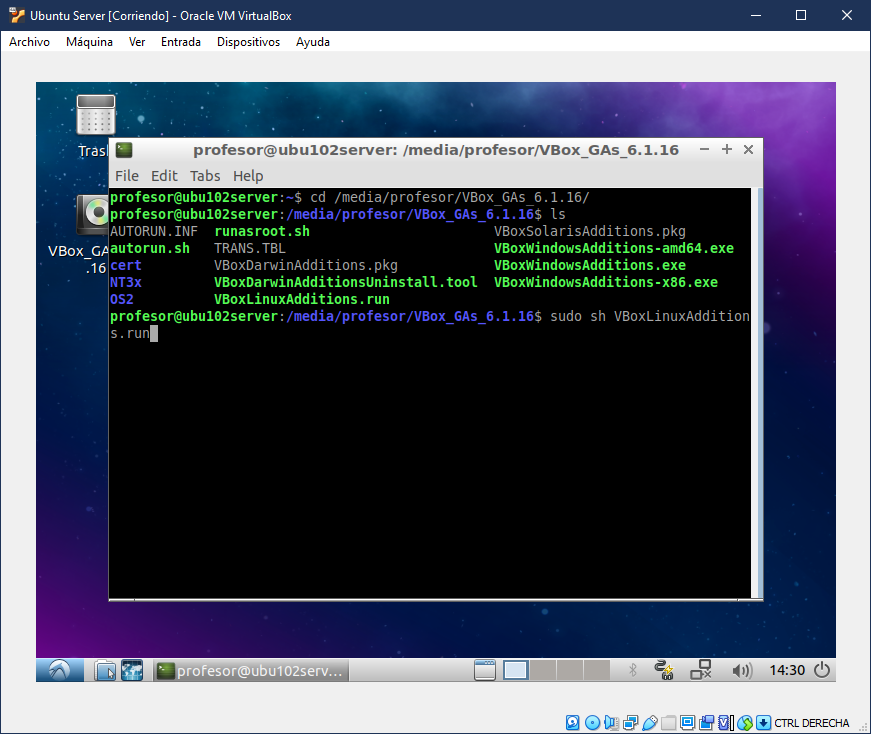 Ubuntu Server [Corriendo] - Oracle VM VirtualBox
Archivo Máquina Ver Entrada Dispositivos Ayuda
Trash
profesor@ubu102server: /media/profesor/VBox_GAs_6.1.16
File Edit Tabs Help
VBox_GA
.16
profesor@ubu102server:~$ cd /media/profesor/VBox_GAs_6.1.16/
profesor@ubu102server:/media/profesor/VBox_GAs_6.1.16$ ls
AUTORUN.INF runasroot.sh VBoxSolarisAdditions.pkg
autorun.sh TRANS.TBL VBoxWindowsAdditions-amd64.exe
cert VBoxDarwinAdditions.pkg VBoxWindowsAdditions.exe
NT3x VBoxDarwinAdditionsUninstall.tool VBoxWindowsAdditions-x86.exe
OS2 VBoxLinuxAdditions.run
profesor@ubu102server:/media/profesor/VBox_GAs_6.1.16$ sudo sh VBoxLinuxAddition
s.run
profesor@ubu102serv... 14:30
CTRL DERECHA